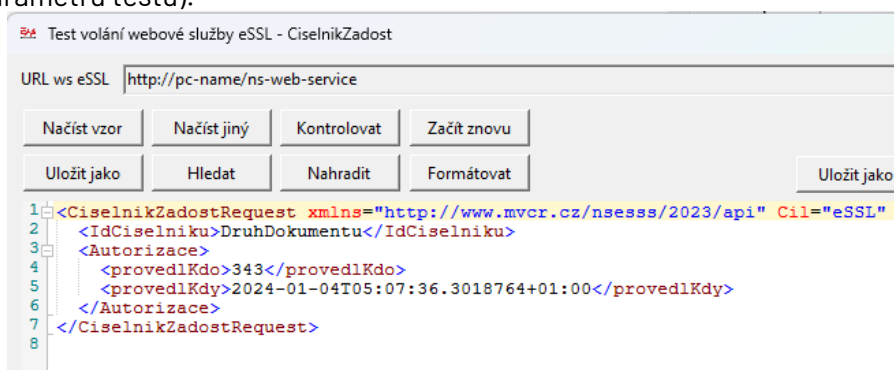 rametrů testu).
Test volání webové služby eSSL - CiselnikZadost
URL ws eSSL http://pc-name/ns-web-service
Načíst vzor Načíst jiný Kontrolovat Začít znovu
Uložit jako Hledat Nahradit Formátovat Uložit jako
1 <CiselnikZadostRequest xmlns="http://www.mvcr.cz/nsesss/2023/api" Cil="eSSL"
2 <IdCiselniku>DruhDokumentu</IdCiselniku>
3 <Autorizace>
4 <provedlKdo>343</provedlKdo>
5 <provedlKdy>2024-01-04T05:07:36.3018764+01:00</provedlKdy>
6 </Autorizace>
7 </CiselnikZadostRequest>
8